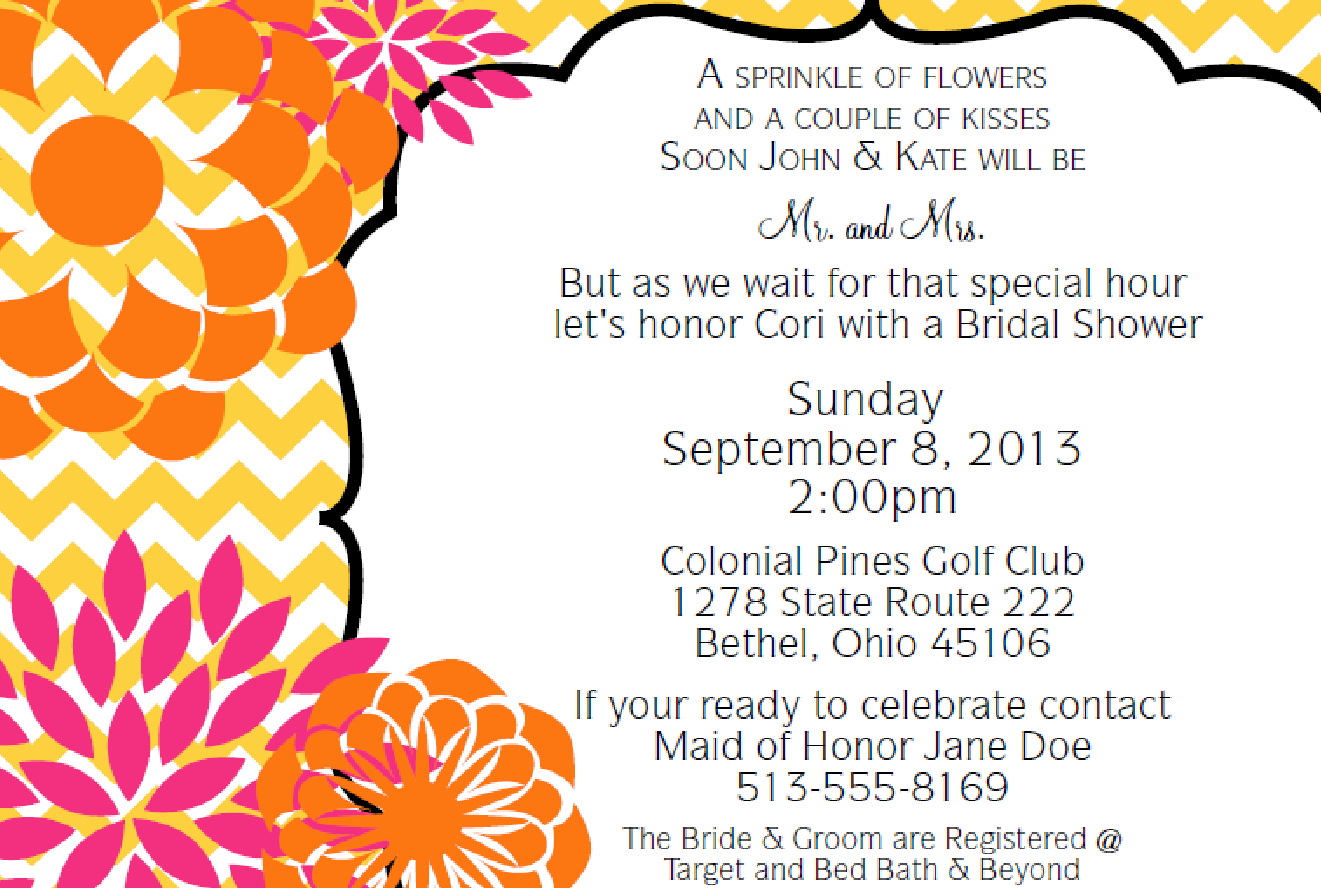 A SPRINKLE OF FLOWERS
AND A COUPLE OF KISSES
SOON JOHN & KATE WILL BE
Mr. and Mrs.
But as we wait for that special hour
let's honor Cori with a Bridal Shower
Sunday
September 8, 2013
2:00pm
Colonial Pines Golf Club
1278 State Route 222
Bethel, Ohio 45106
If your ready to celebrate contact
Maid of Honor Jane Doe
513-555-8169
The Bride & Groom are Registered @
Target and Bed Bath & Beyond